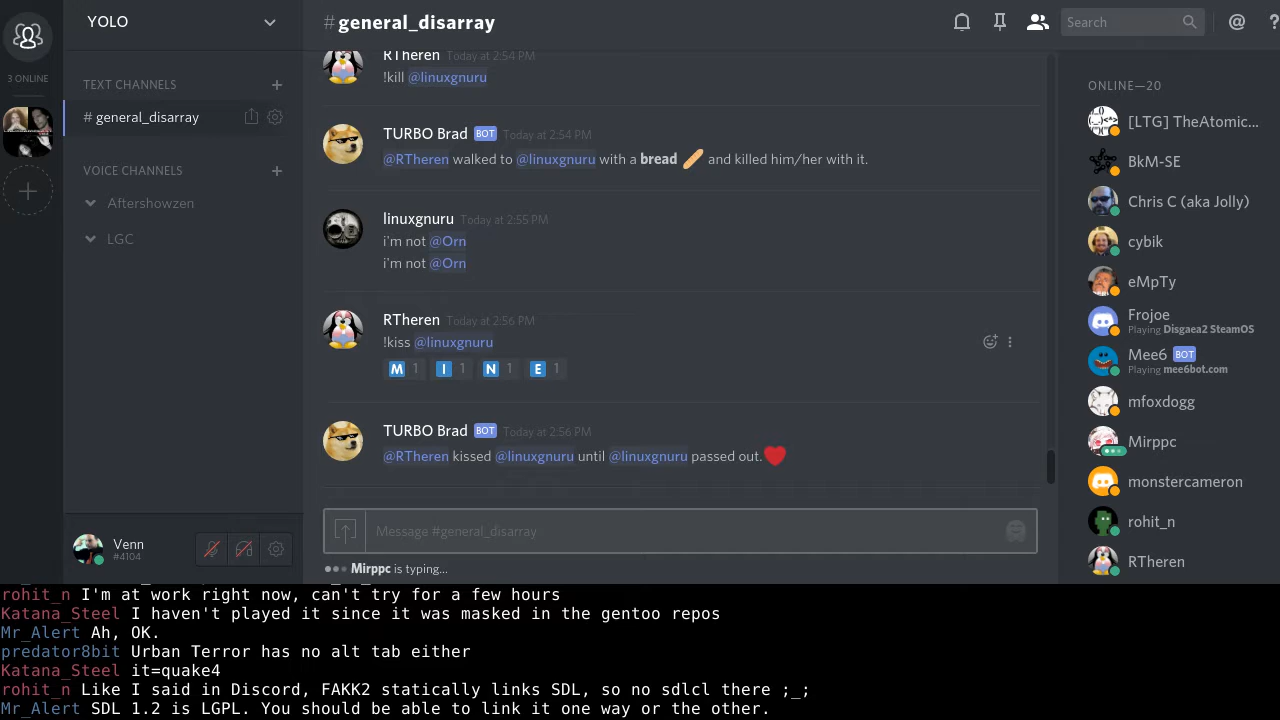 YOLO
#general_disarray
Search
@
?
3 ONLINE
TEXT CHANNELS
+
# general_disarray
VOICE CHANNELS
+
Aftershowzen
LGC
Venn
#4104
RTheren Today at 2:54 PM
!kill @linuxgnuru
TURBO Brad BOT Today at 2:54 PM
@RTheren walked to @linuxgnuru with a bread 🥖 and killed him/her with it.
linuxgnuru Today at 2:55 PM
i'm not @Orn
i'm not @Orn
RTheren Today at 2:56 PM
!kiss @linuxgnuru
M 1 I 1 N 1 E 1
TURBO Brad BOT Today at 2:56 PM
@RTheren kissed @linuxgnuru until @linuxgnuru passed out.❤
Message #general_disarray
Mirppc is typing...
ONLINE—20
[LTG] TheAtomic...
BkM-SE
Chris C (aka Jolly)
cybik
eMpTy
Frojoe
Playing Disgaea2 SteamOS
Mee6 BOT
Playing mee6bot.com
mfoxdogg
Mirppc
monstercameron
rohit_n
RTheren
rohit_n I'm at work right now, can't try for a few hours
Katana_Steel I haven't played it since it was masked in the gentoo repos
Mr_Alert Ah, OK.
predator8bit Urban Terror has no alt tab either
Katana_Steel it=quake4
rohit_n Like I said in Discord, FAKK2 statically links SDL, so no sdlcl there ;_;
Mr_Alert SDL 1.2 is LGPL. You should be able to link it one way or the other.